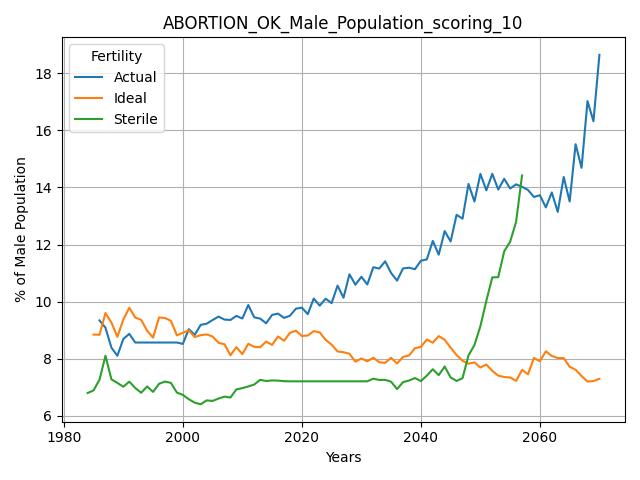 ABORTION_OK_Male_Population_scoring_10
Fertility
Actual
Ideal
Sterile
% of Male Population
18
16
14
12
10
8
6
1980
2000
2020
2040
2060
Years